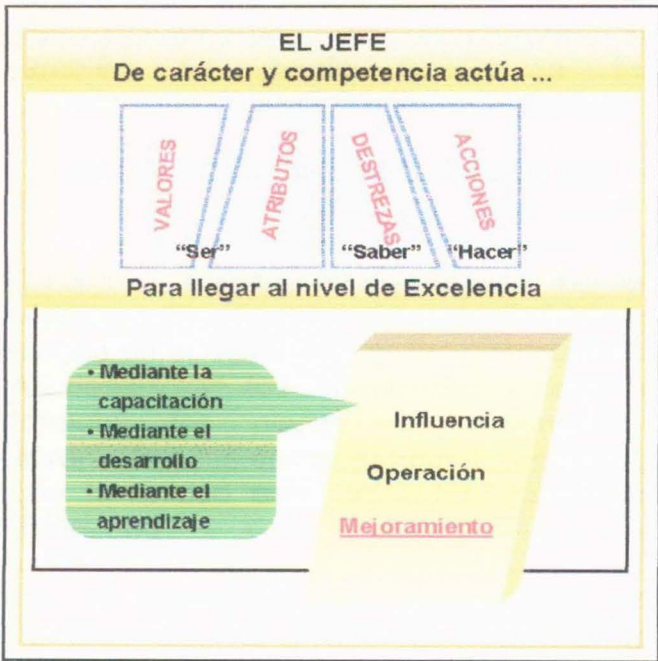 EL JEFE
De carácter y competencia actúa ...
VALORES
ATRIBUTOS
DESTREZAS
ACCIONES
“Ser”
“Saber”
“Hacer”
Para llegar al nivel de Excelencia
• Mediante la
capacitación
• Mediante el
desarrollo
• Mediante el
aprendizaje
Influencia
Operación
Mejoramiento